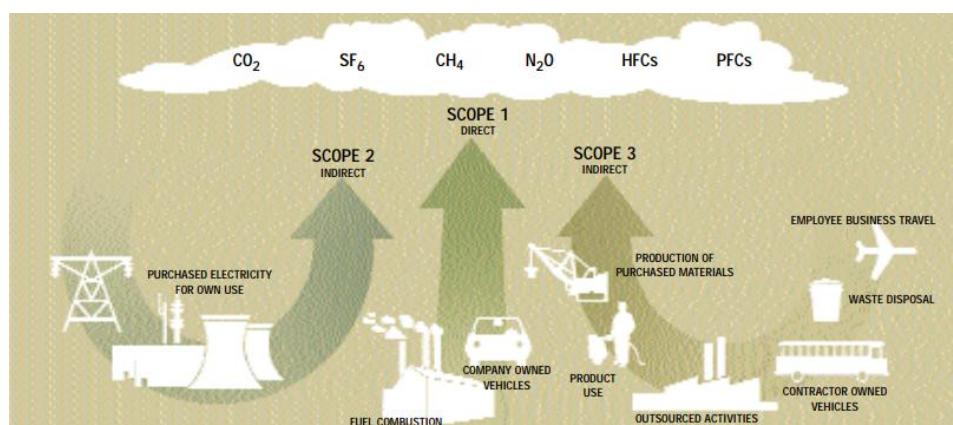 CO₂ SF₆ CH₄ N₂0 HFCs PFCs
SCOPE 1
DIRECT
SCOPE 2
INDIRECT
SCOPE 3
INDIRECT
EMPLOYEE BUSINESS TRAVEL
PURCHASED ELECTRICITY
FOR OWN USE
PRODUCTION OF
PURCHASED MATERIALS
WASTE DISPOSAL
COMPANY OWNED
VEHICLES
PRODUCT
USE
CONTRACTOR OWNED
VEHICLES
FUEL COMBUSTION
OUTSOURCED ACTIVITIES